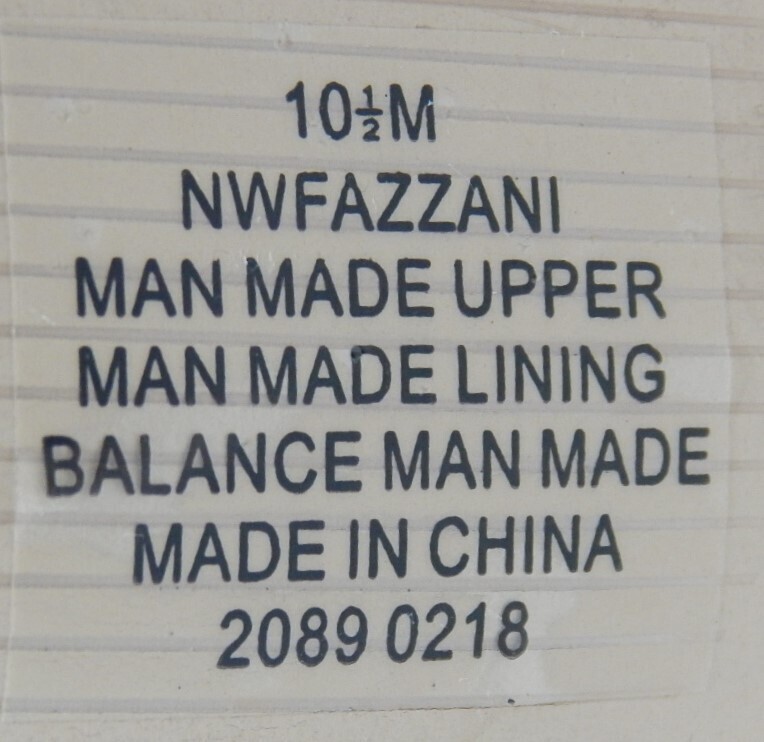 10½M
NWFAZZANI
MAN MADE UPPER
MAN MADE LINING
BALANCE MAN MADE
MADE IN CHINA
2089 0218